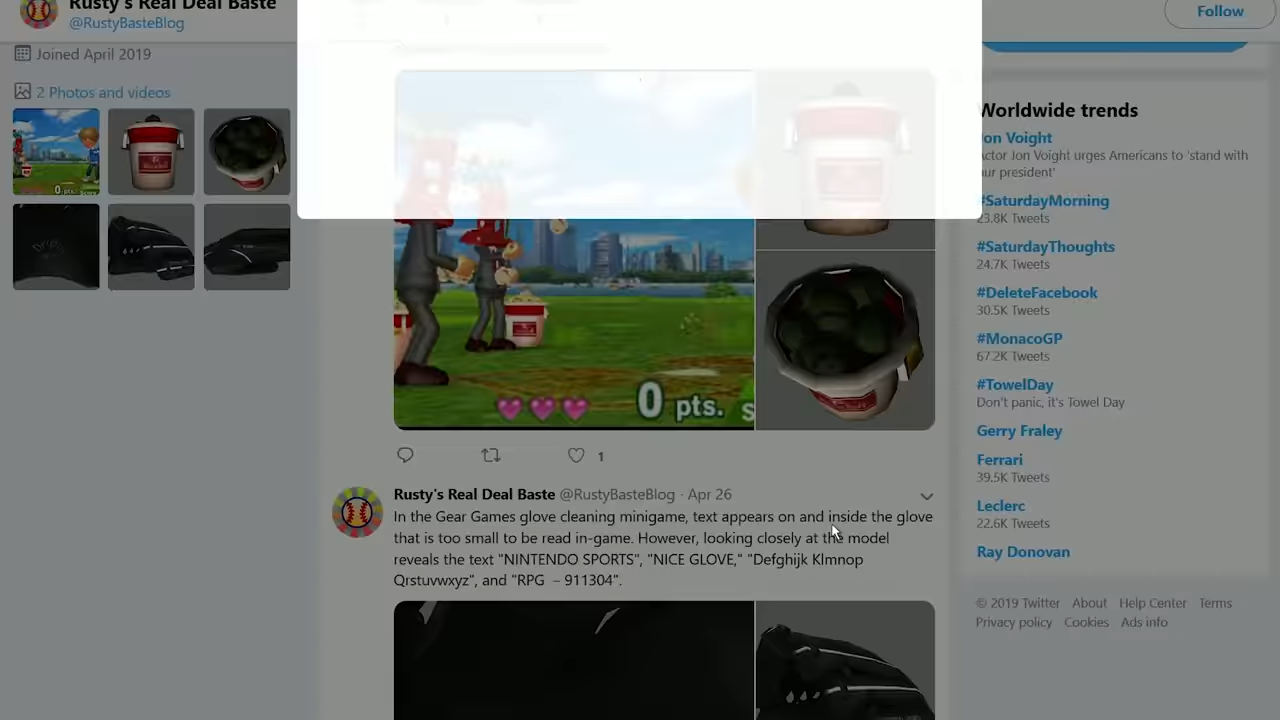 Rusty's Real Deal Baste
@RustyBasteBlog
Follow
Joined April 2019
2 Photos and videos
0 pts.
0 pts. S
1
Rusty's Real Deal Baste @RustyBasteBlog · Apr 26
In the Gear Games glove cleaning minigame, text appears on and inside the glove
that is too small to be read in-game. However, looking closely at the model
reveals the text "NINTENDO SPORTS", "NICE GLOVE," "Defghijk Klmnop
Qrstuvwxyz", and "RPG – 911304".
Worldwide trends
Jon Voight
Actor Jon Voight urges Americans to 'stand with
our president'
#SaturdayMorning
23.8K Tweets
#SaturdayThoughts
24.7K Tweets
#DeleteFacebook
30.5K Tweets
#MonacoGP
67.2K Tweets
#TowelDay
Don't panic, it's Towel Day
Gerry Fraley
Ferrari
39.5K Tweets
Leclerc
22.6K Tweets
Ray Donovan
© 2019 Twitter About Help Center Terms
Privacy policy Cookies Ads info